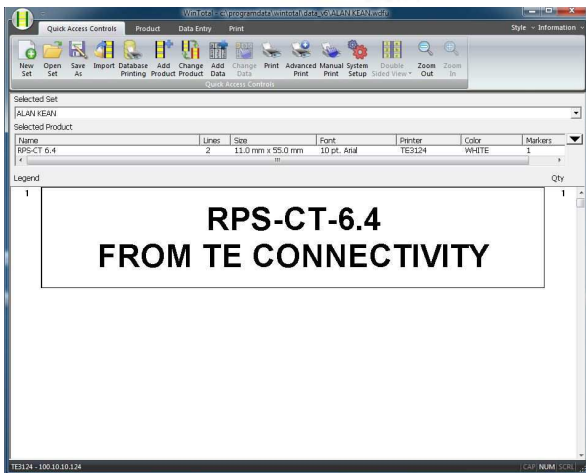 WinTotal - c:\programdata\wintotal\data_v6\ALAN KEAN.wdfu
Quick Access Controls Product Data Entry Print Style Information
New Set Open Set Save As Import Database Printing Add Product Change Product Add Data Change Data Print Advanced Print Manual Print System Setup Double Sided View Zoom Out Zoom In
Quick Access Controls
Selected Set
ALAN KEAN
Selected Product
Name Lines Size Font Printer Color Markers
RPS-CT 6.4 2 11.0 mm x 55.0 mm 10 pt. Arial TE3124 WHITE 1
Legend Qty
1 RPS-CT-6.4 1
FROM TE CONNECTIVITY
TE3124 - 100.10.10.124 CAP NUM SCRL